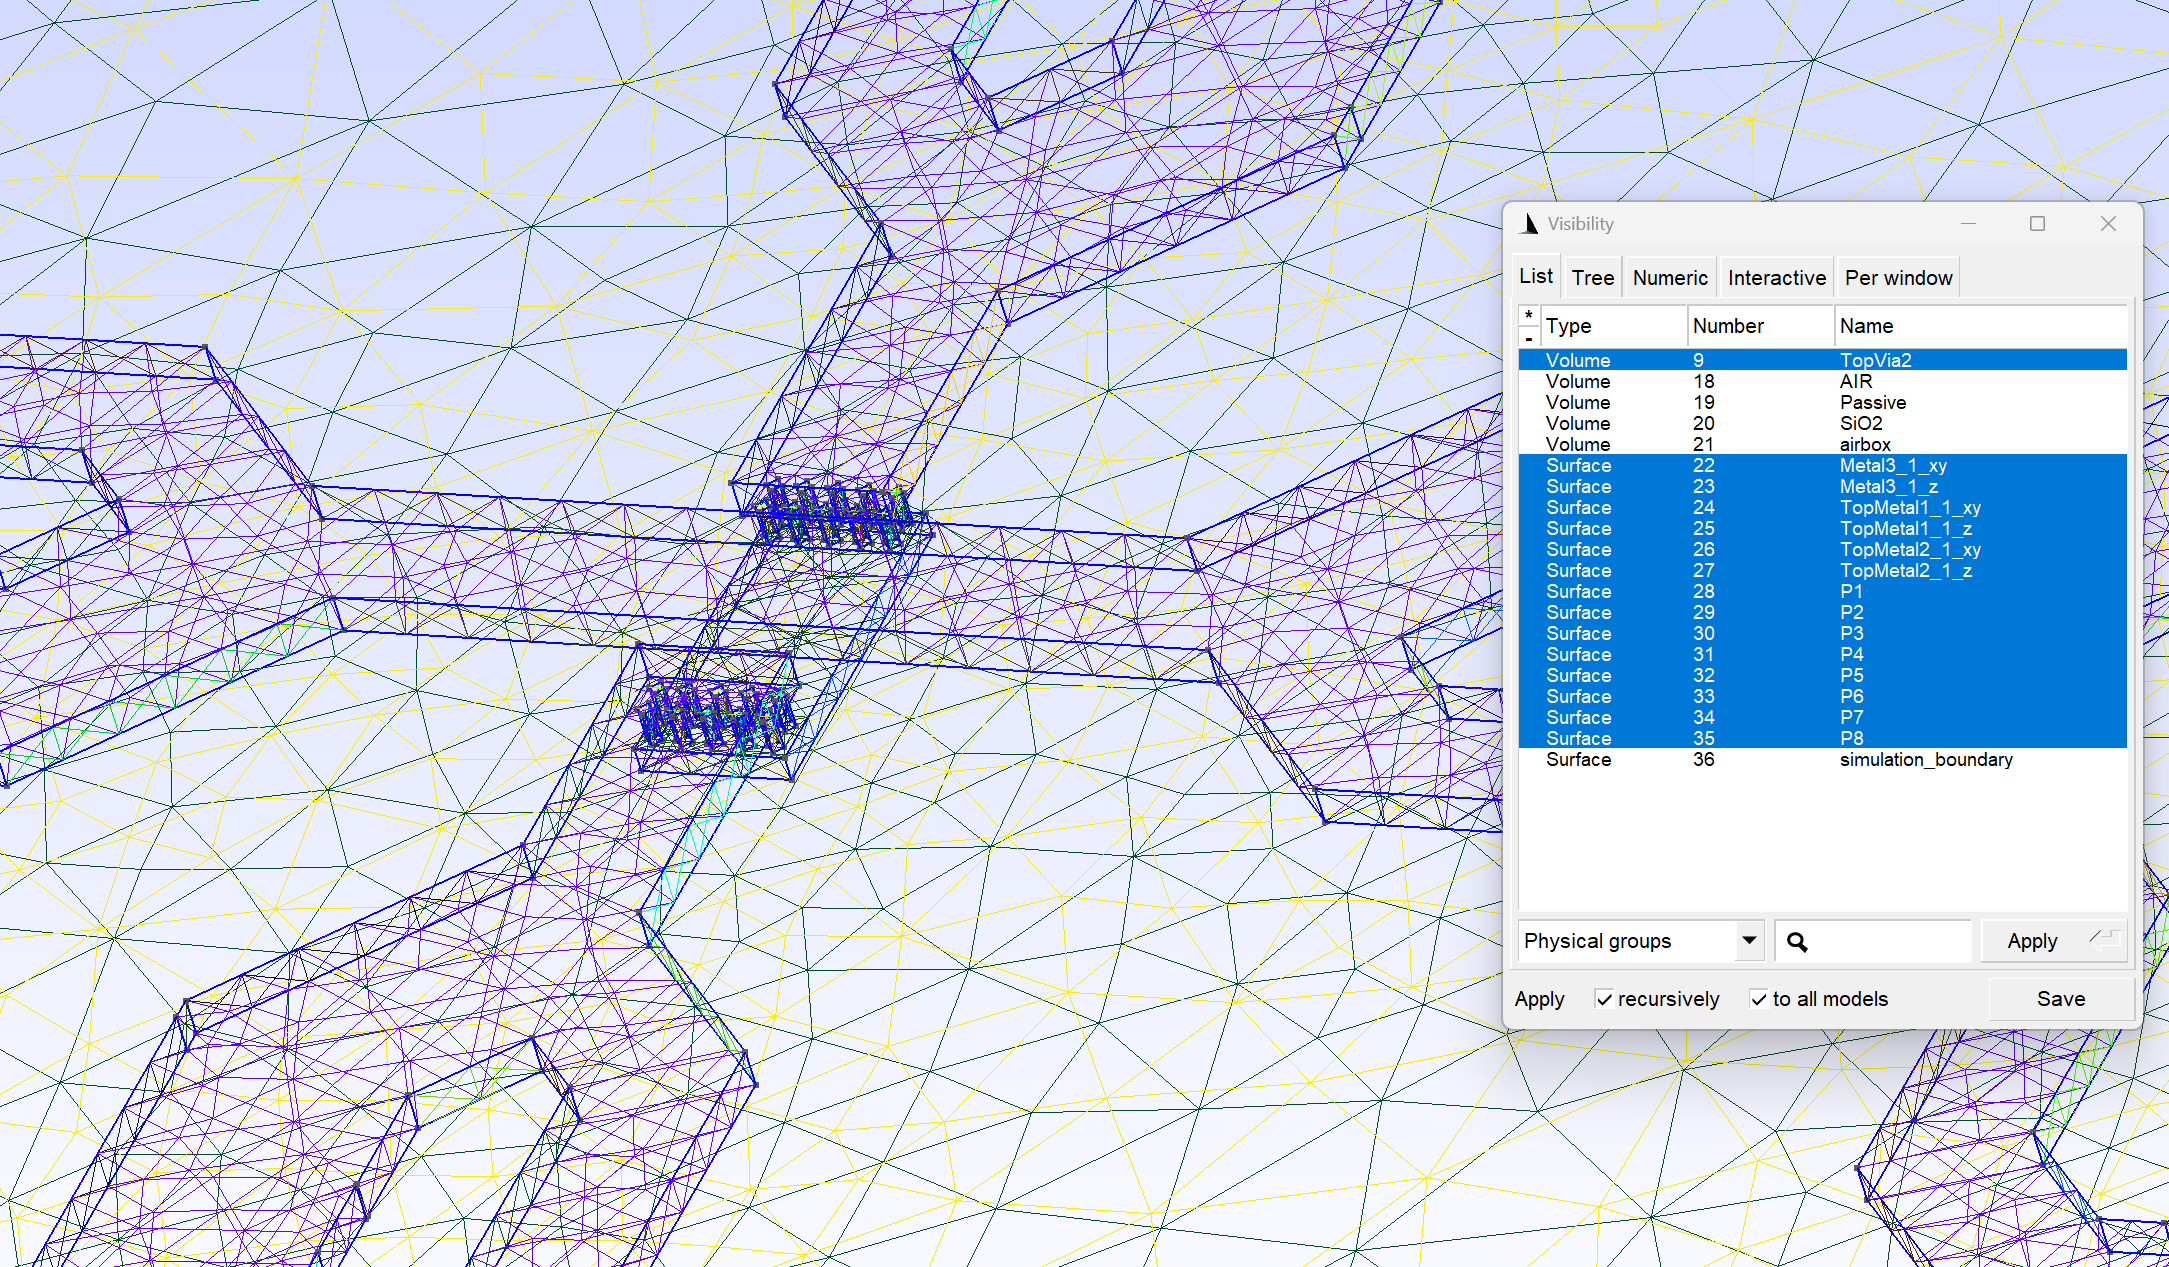 Visibility
List Tree Numeric Interactive Per window
* Type Number Name
-
Volume 9 TopVia2
Volume 18 AIR
Volume 19 Passive
Volume 20 SiO2
Volume 21 airbox
Surface 22 Metal3_1_xy
Surface 23 Metal3_1_z
Surface 24 TopMetal1_1_xy
Surface 25 TopMetal1_1_z
Surface 26 TopMetal2_1_xy
Surface 27 TopMetal2_1_z
Surface 28 P1
Surface 29 P2
Surface 30 P3
Surface 31 P4
Surface 32 P5
Surface 33 P6
Surface 34 P7
Surface 35 P8
Surface 36 simulation_boundary
Physical groups Apply
Apply recursively to all models Save